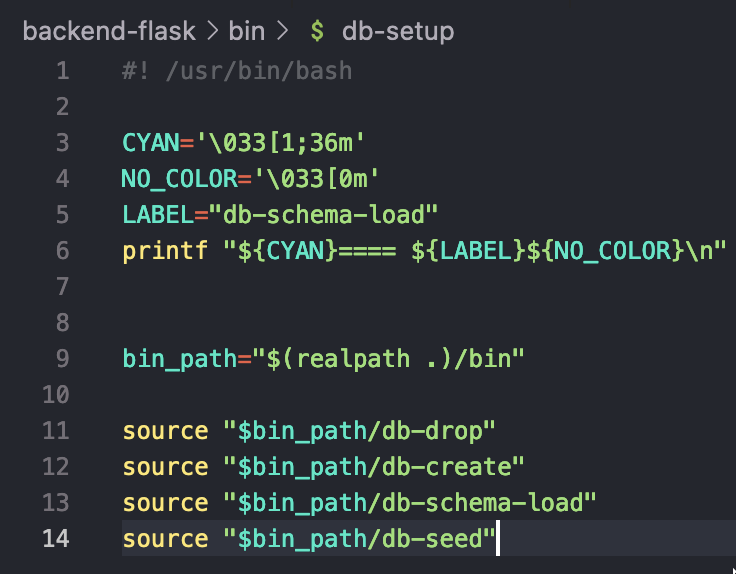 backend-flask > bin > $ db-setup
1 #! /usr/bin/bash
2
3 CYAN='\033[1;36m'
4 NO_COLOR='\033[0m'
5 LABEL="db-schema-load"
6 printf "${CYAN}==== ${LABEL}${NO_COLOR}\n"
7
8
9 bin_path="$(realpath .)/bin"
10
11 source "$bin_path/db-drop"
12 source "$bin_path/db-create"
13 source "$bin_path/db-schema-load"
14 source "$bin_path/db-seed"